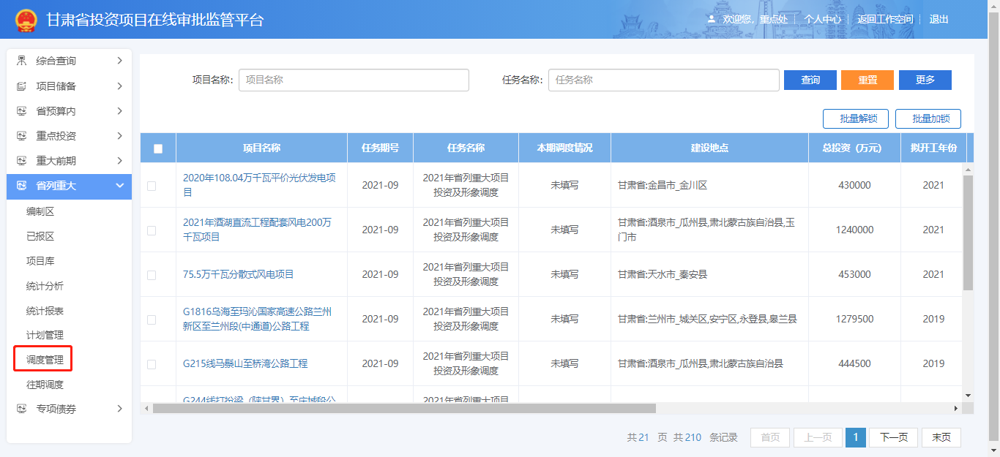 甘肃省投资项目在线审批监管平台
欢迎您, 重点处 个人中心 返回工作空间 退出
综合查询
项目储备
省预算内
重点投资
重大前期
省列重大
编制区
已报区
项目库
统计分析
统计报表
计划管理
调度管理
往期调度
专项债券
项目名称: 项目名称 任务名称: 任务名称 查询 重置 更多
批量解锁 批量加锁
项目名称 任务期号 任务名称 本期调度情况 建设地点 总投资（万元） 拟开工年份
2020年108.04万千瓦平价光伏发电项
目
2021-09
2021年省列重大项目
投资及形象调度
未填写
甘肃省:金昌市_金川区
430000
2021
2021年酒湖直流工程配套风电200万
千瓦项目
2021-09
2021年省列重大项目
投资及形象调度
未填写
甘肃省:酒泉市_瓜州县,肃北蒙古族自治县,玉
门市
1240000
2021
75.5万千瓦分散式风电项目
2021-09
2021年省列重大项目
投资及形象调度
未填写
甘肃省:天水市_秦安县
453000
2021
G1816乌海至玛沁国家高速公路兰州
新区至兰州段(中通道)公路工程
2021-09
2021年省列重大项目
投资及形象调度
未填写
甘肃省:兰州市_城关区,安宁区,永登县,皋兰县
1279500
2019
G215线马鬃山至桥湾公路工程
2021-09
2021年省列重大项目
投资及形象调度
未填写
甘肃省:酒泉市_瓜州县,肃北蒙古族自治县
444500
2019
G244线打扮梁（陕甘界）至庆城段公
2021年省列重大项目
共21 页 共210 条记录 首页 上一页 1 下一页 末页